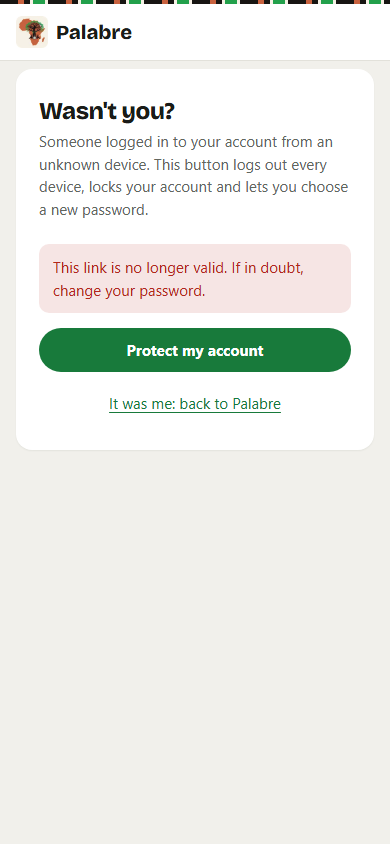 Palabre
Wasn't you?
Someone logged in to your account from an
unknown device. This button logs out every
device, locks your account and lets you choose
a new password.
This link is no longer valid. If in doubt,
change your password.
Protect my account
It was me: back to Palabre